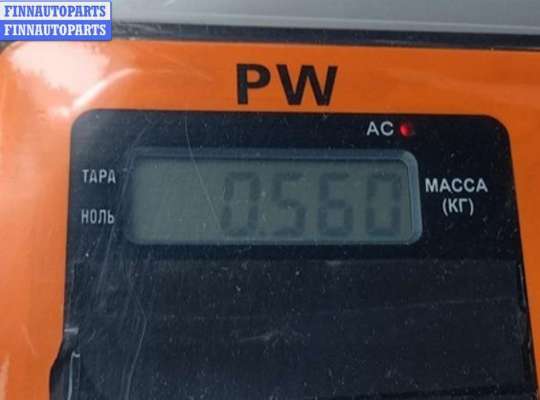 FINNAUTOPARTS
FINNAUTOPARTS
PW
AC
ТАРА
НОЛЬ
0.560
МАССА
(КГ)